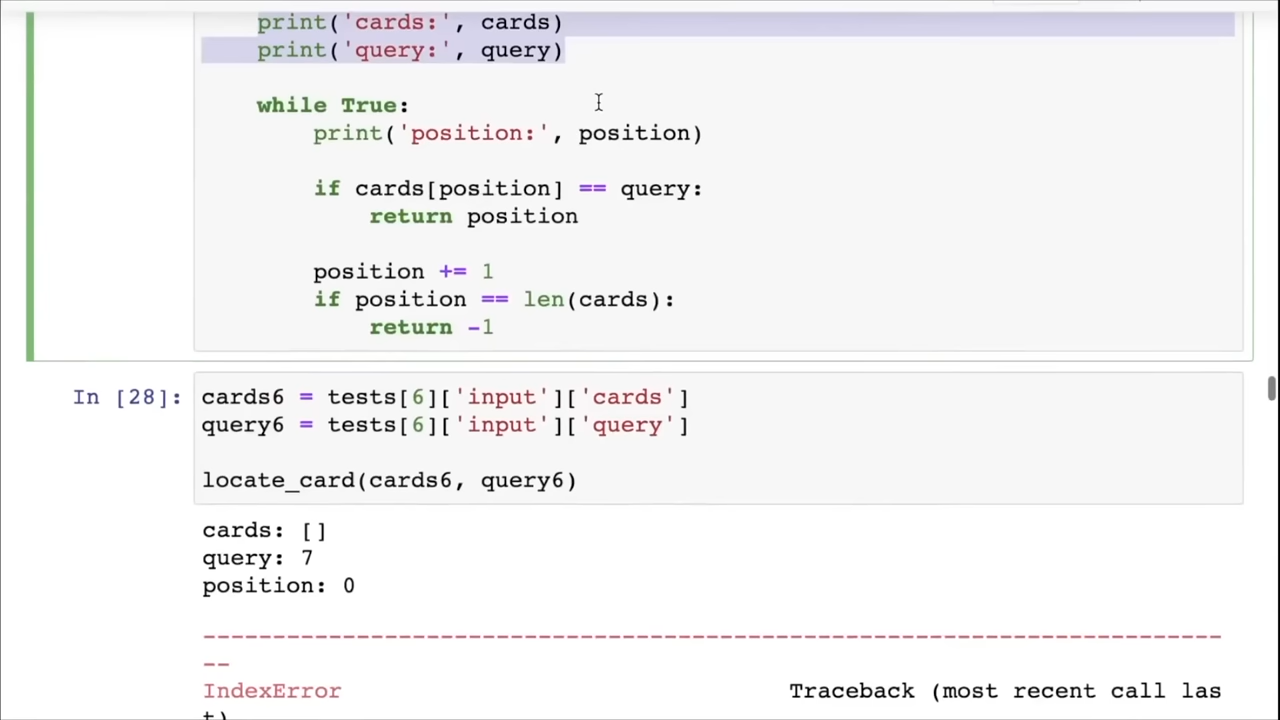 print('cards:', cards)
print('query:', query)
while True:
print('position:', position)
if cards[position] == query:
return position
position += 1
if position == len(cards):
return -1
In [28]:
cards6 = tests[6]['input']['cards']
query6 = tests[6]['input']['query']
locate_card(cards6, query6)
cards: []
query: 7
position: 0
---------------------------------------------------------------------------
IndexError Traceback (most recent call las
t)